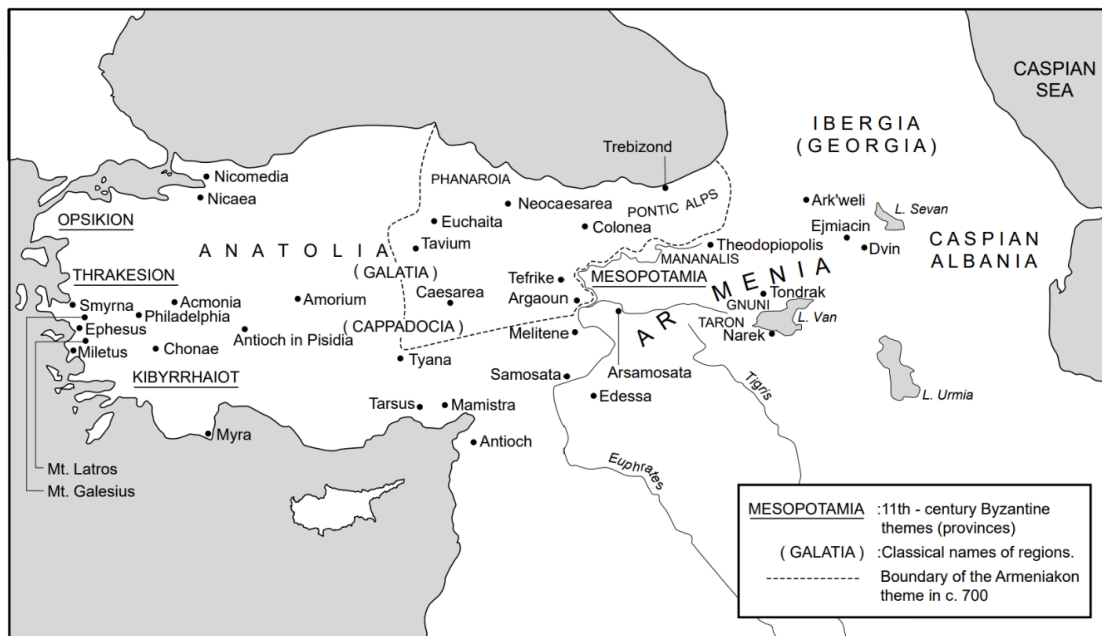 CASPIAN
SEA
IBERGIA
(GEORGIA)
Trebizond
Nicomedia
PHANAROIA
Nicaea
Neocaesarea
PONTIC ALPS
Ark'weli
L. Sevan
OPSIKION
Euchaita
Colonea
Ejmiacin
ANATOLIA
Tavium
Theodopiopolis
Dvin
CASPIAN
ALBANIA
MANANALIS
THRAKESION
(GALATIA)
Tefrike
MESOPOTAMIA
ARMENIA
Smyrna
Acmonia
Amorium
Caesarea
Argaoun
Tondrak
GNUNI
Philadelphia
L. Van
Ephesus
(CAPPADOCIA)
Melitene
TARON
Narek
Antioch in Pisidia
Miletus
Chonae
Tyana
Arsamosata
KIBYRRHAIOT
Samosata
Tigris
L. Urmia
Edessa
Tarsus
Mamistra
Myra
Antioch
Mt. Latros
Euphrates
Mt. Galesius
MESOPOTAMIA :11th - century Byzantine
themes (provinces)
( GALATIA ) :Classical names of regions.
Boundary of the Armeniakon
theme in c. 700